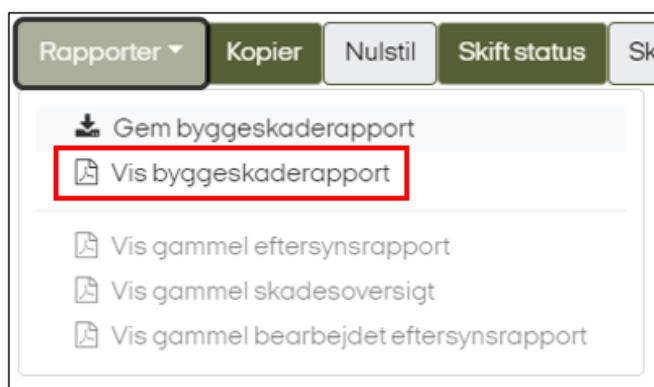 Rapporter Kopier Nulstil Skift status Sk
Gem byggeskaderapport
Vis byggeskaderapport
Vis gammel eftersynsrapport
Vis gammel skadesoversigt
Vis gammel bearbejdet eftersynsrapport